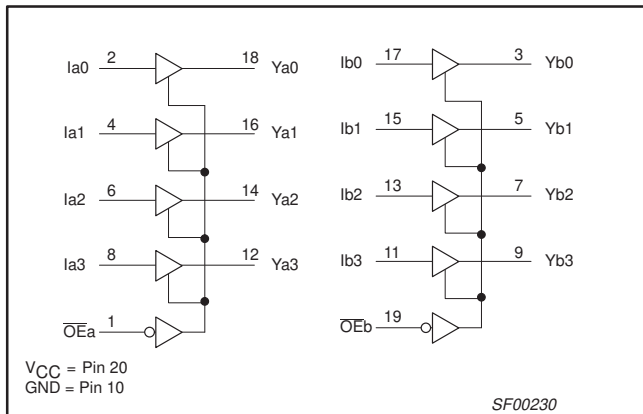 Ia0 2 18 Ya0
Ia1 4 16 Ya1
Ia2 6 14 Ya2
Ia3 8 12 Ya3
OEa 1
VCC = Pin 20
GND = Pin 10
Ib0 17 3 Yb0
Ib1 15 5 Yb1
Ib2 13 7 Yb2
Ib3 11 9 Yb3
OEb 19
SF00230